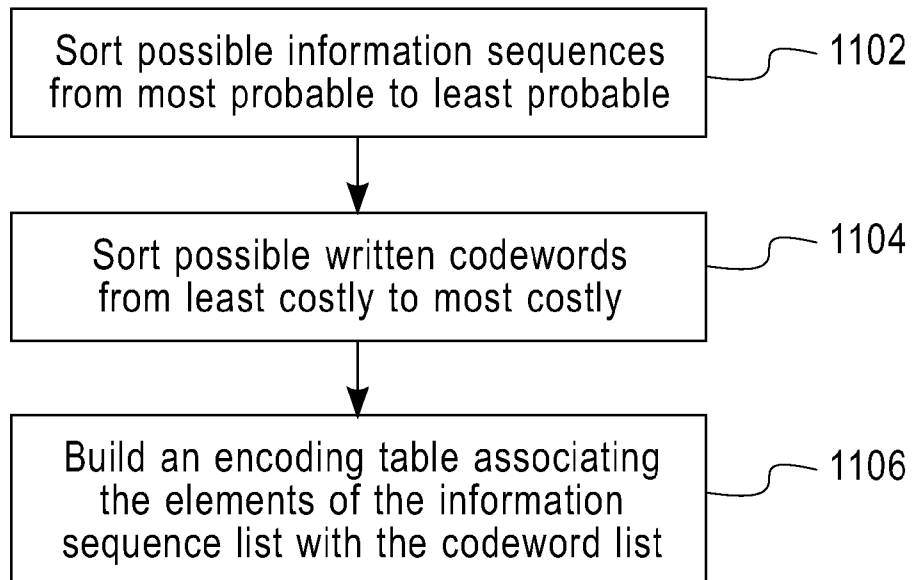 Sort possible information sequences
from most probable to least probable
1102
Sort possible written codewords
from least costly to most costly
1104
Build an encoding table associating
the elements of the information
sequence list with the codeword list
1106